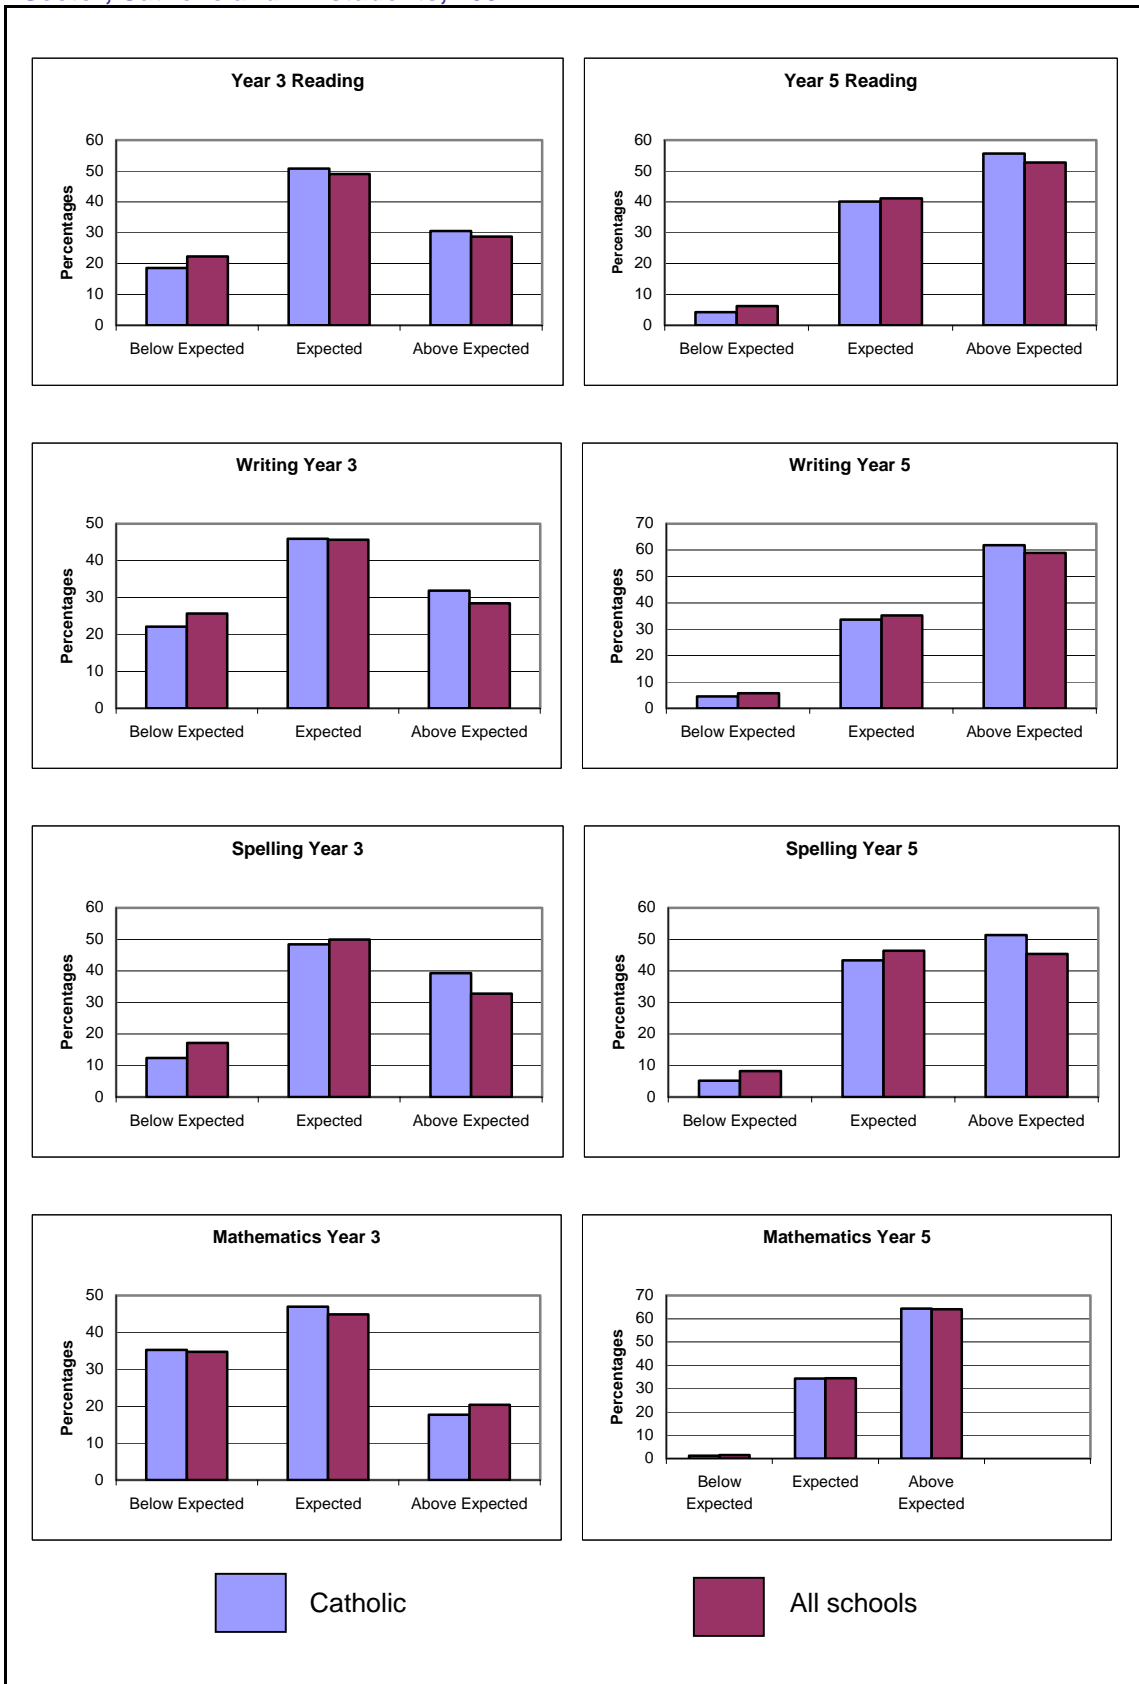 Year 3 Reading
Percentages
60
50
40
30
20
10
0
Below Expected Expected Above Expected
Year 5 Reading
Percentages
60
50
40
30
20
10
0
Below Expected Expected Above Expected
Writing Year 3
Percentages
50
40
30
20
10
0
Below Expected Expected Above Expected
Writing Year 5
Percentages
70
60
50
40
30
20
10
0
Below Expected Expected Above Expected
Spelling Year 3
Percentages
60
50
40
30
20
10
0
Below Expected Expected Above Expected
Spelling Year 5
Percentages
60
50
40
30
20
10
0
Below Expected Expected Above Expected
Mathematics Year 3
Percentages
50
40
30
20
10
0
Below Expected Expected Above Expected
Mathematics Year 5
Percentages
70
60
50
40
30
20
10
0
Below Expected Above
Expected Expected
Catholic All schools